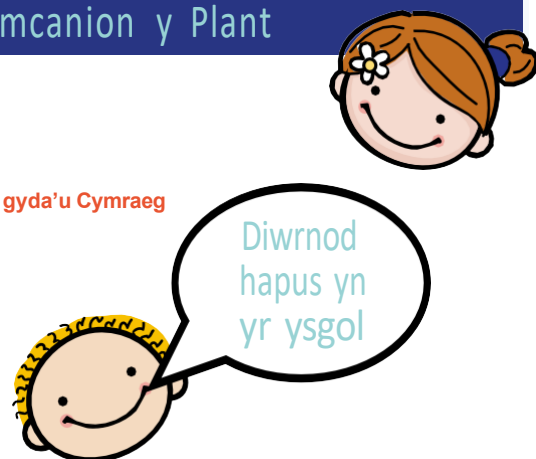 mcanion y Plant
gyda'u Cymraeg
Diwrnod
hapus yn
yr ysgol